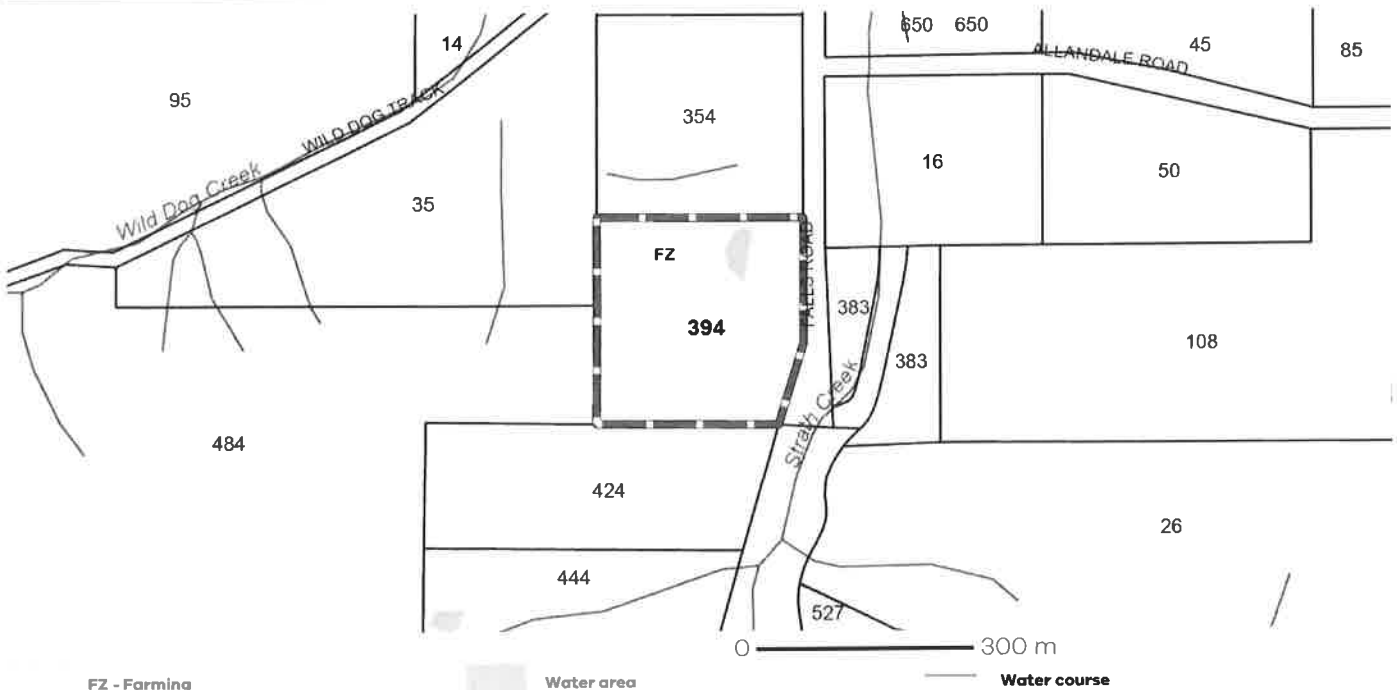 650 650
14
45
85
ALLANDALE ROAD
95
WILD DOG TRACK
354
16
50
Wild Dog Creek
35
FZ
FALLS ROAD
394
383
108
383
Strath Creek
484
424
26
444
527
0 300 m
FZ - Farming
Water area
Water course